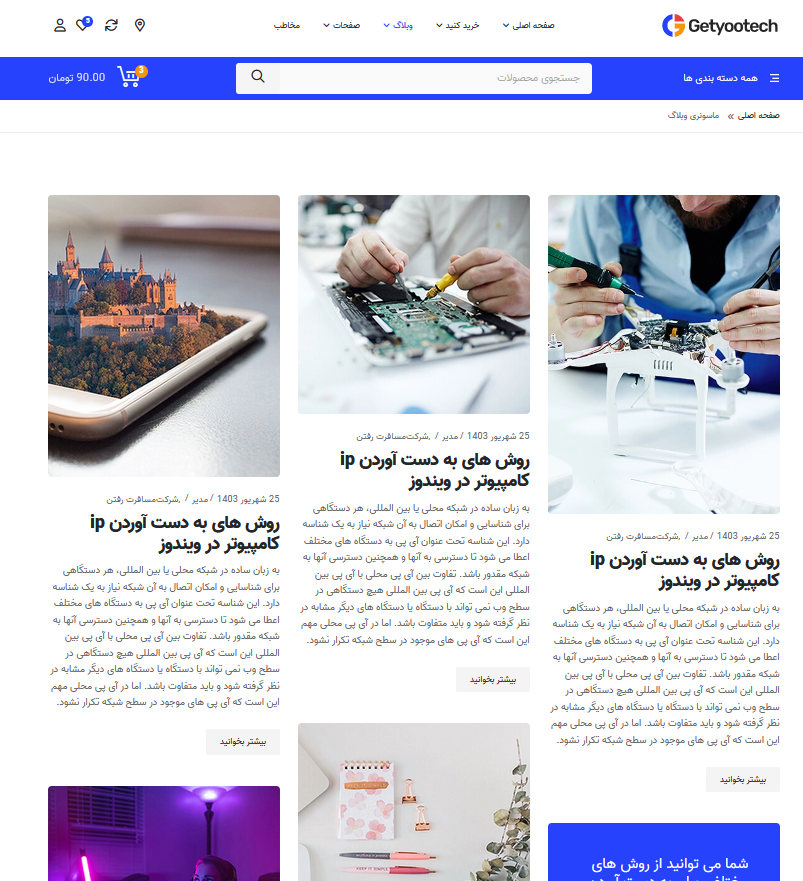 Getyootech
صفحه اصلی
خرید کنید
وبلاگ
صفحات
مخاطب
5
همه دسته بندی ها
جستجوی محصولات
3
90.00 تومان
صفحه اصلی » ماسونری وبلاگ
25 شهریور 1403 / مدیر / شرکت‌مسافرت رفتن,
روش های به دست آوردن ip
کامپیوتر در ویندوز
به زبان ساده در شبکه محلی یا بین المللی، هر دستگاهی
برای شناسایی و امکان اتصال به آن شبکه نیاز به یک شناسه
دارد. این شناسه تحت عنوان آی پی به دستگاه های مختلف
اعطا می شود تا دسترسی به آنها و همچنین دسترسی آنها به
شبکه مقدور باشد. تفاوت بین آی پی محلی با آی پی بین
المللی این است که آی پی بین المللی هیچ دستگاهی در
سطح وب نمی تواند با دستگاه یا دستگاه های دیگر مشابه در
نظر گرفته شود و باید متفاوت باشد. اما در آی پی محلی مهم
این است که آی پی های موجود در سطح شبکه تکرار نشود.
بیشتر بخوانید
شما می توانید از روش های
25 شهریور 1403 / مدیر / شرکت‌مسافرت رفتن,
روش های به دست آوردن ip
کامپیوتر در ویندوز
به زبان ساده در شبکه محلی یا بین المللی، هر دستگاهی
برای شناسایی و امکان اتصال به آن شبکه نیاز به یک شناسه
دارد. این شناسه تحت عنوان آی پی به دستگاه های مختلف
اعطا می شود تا دسترسی به آنها و همچنین دسترسی آنها به
شبکه مقدور باشد. تفاوت بین آی پی محلی با آی پی بین
المللی این است که آی پی بین المللی هیچ دستگاهی در
سطح وب نمی تواند با دستگاه یا دستگاه های دیگر مشابه در
نظر گرفته شود و باید متفاوت باشد. اما در آی پی محلی مهم
این است که آی پی های موجود در سطح شبکه تکرار نشود.
بیشتر بخوانید
KEEP IT SIMPLE
25 شهریور 1403 / مدیر / شرکت‌مسافرت رفتن,
روش های به دست آوردن ip
کامپیوتر در ویندوز
به زبان ساده در شبکه محلی یا بین المللی، هر دستگاهی
برای شناسایی و امکان اتصال به آن شبکه نیاز به یک شناسه
دارد. این شناسه تحت عنوان آی پی به دستگاه های مختلف
اعطا می شود تا دسترسی به آنها و همچنین دسترسی آنها به
شبکه مقدور باشد. تفاوت بین آی پی محلی با آی پی بین
المللی این است که آی پی بین المللی هیچ دستگاهی در
سطح وب نمی تواند با دستگاه یا دستگاه های دیگر مشابه در
نظر گرفته شود و باید متفاوت باشد. اما در آی پی محلی مهم
این است که آی پی های موجود در سطح شبکه تکرار نشود.
بیشتر بخوانید